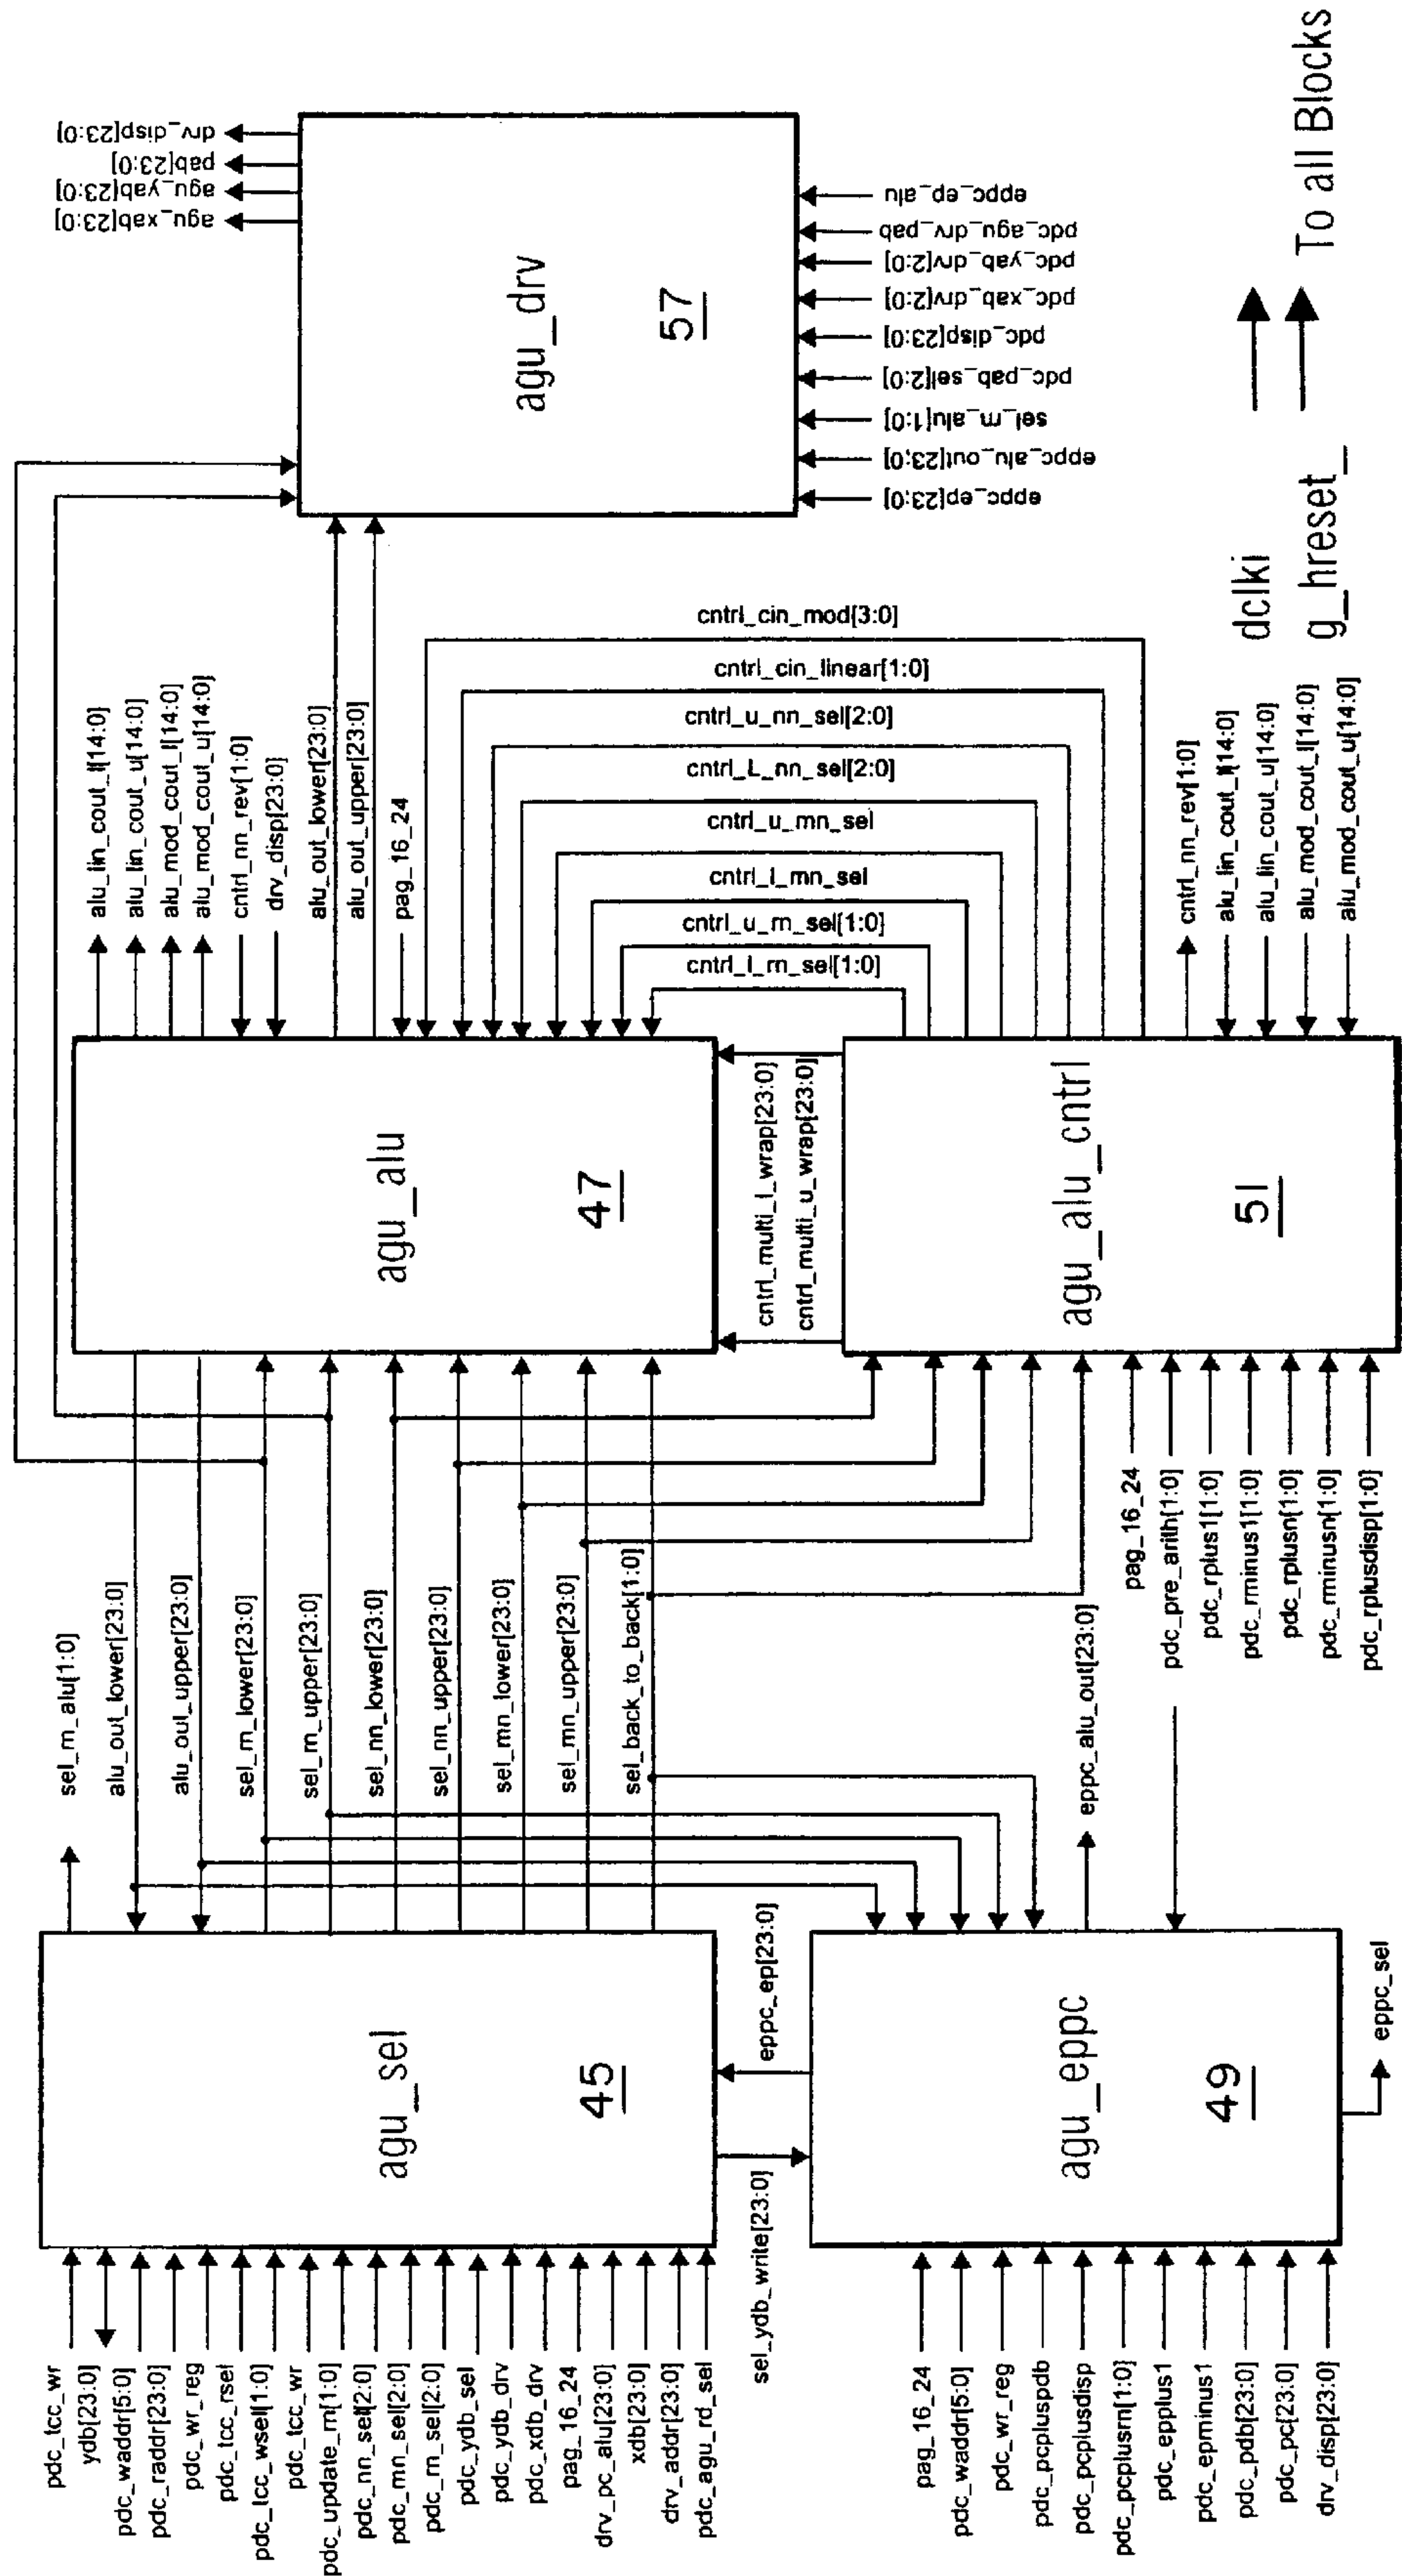 pdc_tcc_wr
ydb[23:0]
pdc_waddr[5:0]
pdc_raddr[23:0]
pdc_wr_reg
pdc_tcc_rsel
pdc_tcc_wsel[1:0]
pdc_tcc_wr
pdc_update_rn[1:0]
pdc_nn_sel[2:0]
pdc_mn_sel[2:0]
pdc_rn_sel[2:0]
pdc_ydb_sel
pdc_ydb_drv
pdc_xdb_drv
pag_16_24
drv_pc_alu[23:0]
xdb[23:0]
drv_addr[23:0]
pdc_agu_rd_sel
agu_sel
45
sel_ydb_write[23:0]
eppc_ep[23:0]
pag_16_24
pdc_waddr[5:0]
pdc_wr_reg
pdc_pcpluspdb
pdc_pcplusdisp
pdc_pcplusrn[1:0]
pdc_epplus1
pdc_epminus1
pdc_pdb[23:0]
pdc_pc[23:0]
drv_disp[23:0]
agu_eppc
49
eppc_sel
eppc_alu_out[23:0]
sel_rn_alu[1:0]
alu_out_lower[23:0]
alu_out_upper[23:0]
sel_rn_lower[23:0]
sel_rn_upper[23:0]
sel_nn_lower[23:0]
sel_nn_upper[23:0]
sel_mn_lower[23:0]
sel_mn_upper[23:0]
sel_back_to_back[1:0]
agu_alu
47
cntrl_multi_l_wrap[23:0]
cntrl_multi_u_wrap[23:0]
pag_16_24
pdc_pre_arith[1:0]
pdc_rplus1[1:0]
pdc_rminus1[1:0]
pdc_rplusn[1:0]
pdc_rminusn[1:0]
pdc_rplusdisp[1:0]
agu_alu_cntrl
51
alu_lin_cout_l[14:0]
alu_lin_cout_u[14:0]
alu_mod_cout_l[14:0]
alu_mod_cout_u[14:0]
cntrl_nn_rev[1:0]
drv_disp[23:0]
alu_out_lower[23:0]
alu_out_upper[23:0]
pag_16_24
cntrl_cin_mod[3:0]
cntrl_cin_linear[1:0]
cntrl_u_nn_sel[2:0]
cntrl_L_nn_sel[2:0]
cntrl_u_mn_sel
cntrl_l_mn_sel
cntrl_u_rn_sel[1:0]
cntrl_l_rn_sel[1:0]
cntrl_nn_rev[1:0]
alu_lin_cout_l[14:0]
alu_lin_cout_u[14:0]
alu_mod_cout_l[14:0]
alu_mod_cout_u[14:0]
agu_drv
57
drv_disp[23:0]
pab[23:0]
agu_yab[23:0]
agu_xab[23:0]
eppc_ep_alu
pdc_agu_drv_pab
pdc_yab_drv[2:0]
pdc_xab_drv[2:0]
pdc_disp[23:0]
pdc_pab_sel[2:0]
sel_rn_alu[1:0]
eppc_alu_out[23;0]
eppc_ep[23:0]
dclki
g_hreset_
To all Blocks